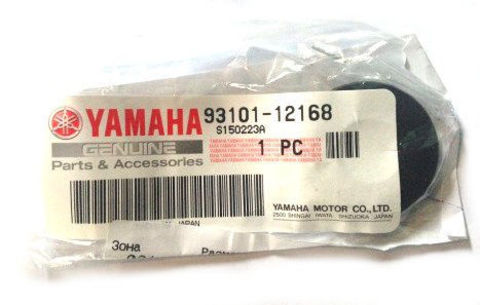 YAMAHA 93101-12168
S150223A
GENUINE 1 PC
Parts & Accessories
YAMAHA MOTOR CO.,LTD.
2500 SHINGAI IWATA SHIZUOKA JAPAN
JAPAN
Зона